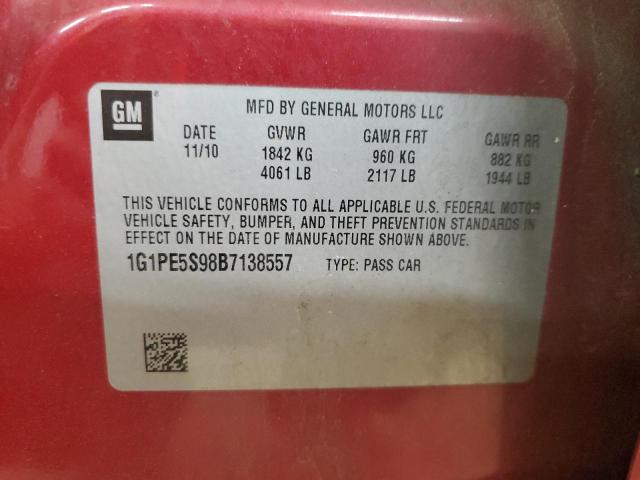 GM ®
MFD BY GENERAL MOTORS LLC
DATE GVWR GAWR FRT GAWR RR
11/10 1842 KG 960 KG 882 KG
4061 LB 2117 LB 1944 LB
THIS VEHICLE CONFORMS TO ALL APPLICABLE U.S. FEDERAL MOTOR
VEHICLE SAFETY, BUMPER, AND THEFT PREVENTION STANDARDS IN
EFFECT ON THE DATE OF MANUFACTURE SHOWN ABOVE.
1G1PE5S98B7138557 TYPE: PASS CAR